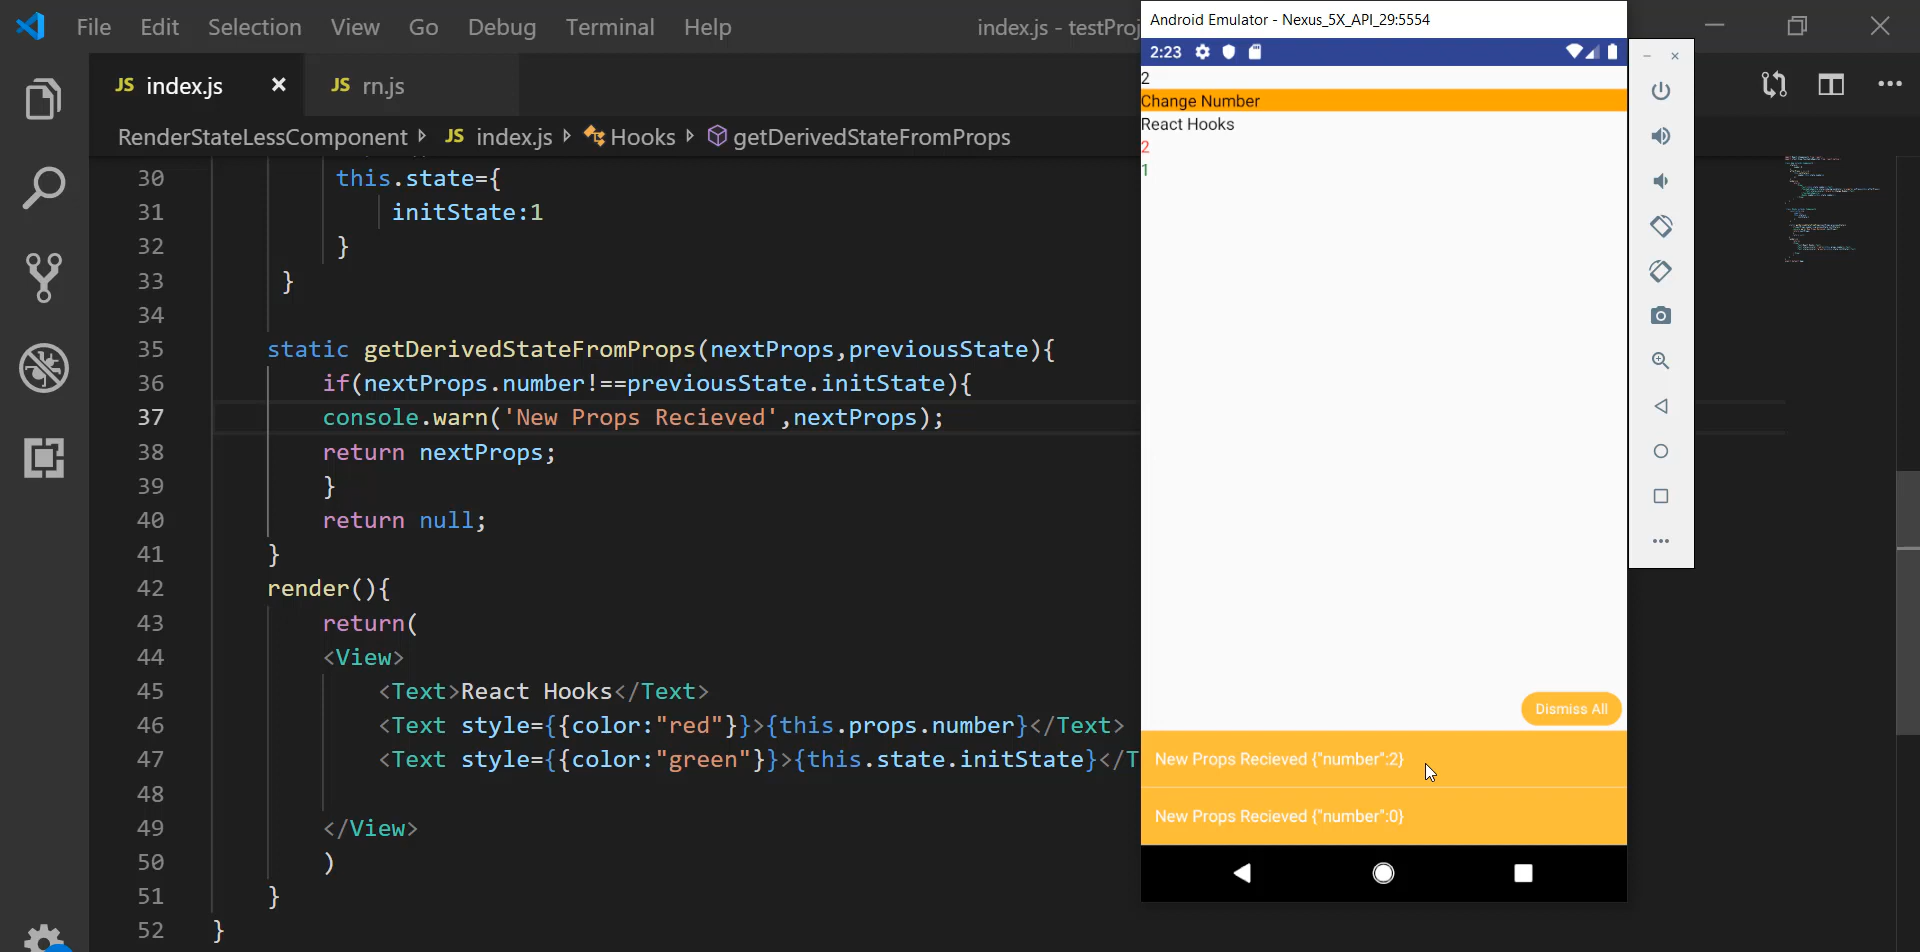 File Edit Selection View Go Debug Terminal Help index.js - testProj
JS index.js × JS rn.js
RenderStateLessComponent JS index.js Hooks getDerivedStateFromProps
30 this.state={
31 initState:1
32 }
33 }
34
35 static getDerivedStateFromProps(nextProps,previousState){
36 if(nextProps.number!==previousState.initState){
37 console.warn('New Props Recieved',nextProps);
38 return nextProps;
39 }
40 return null;
41 }
42 render(){
43 return(
44 <View>
45 <Text>React Hooks</Text>
46 <Text style={{color:"red"}}>{this.props.number}</Text>
47 <Text style={{color:"green"}}>{this.state.initState}</T
48
49 </View>
50 )
51 }
52 }
Android Emulator - Nexus_5X_API_29:5554
2:23
2
Change Number
React Hooks
2
1
Dismiss All
New Props Recieved {"number":2}
New Props Recieved {"number":0}